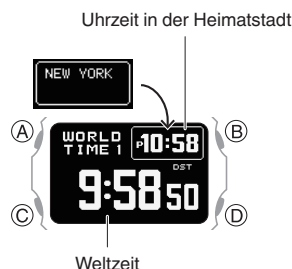 Uhrzeit in der Heimatstadt
NEW YORK
A
B
WORLD
TIME 1
P10:58
DST
9:58 50
C
D
Weltzeit